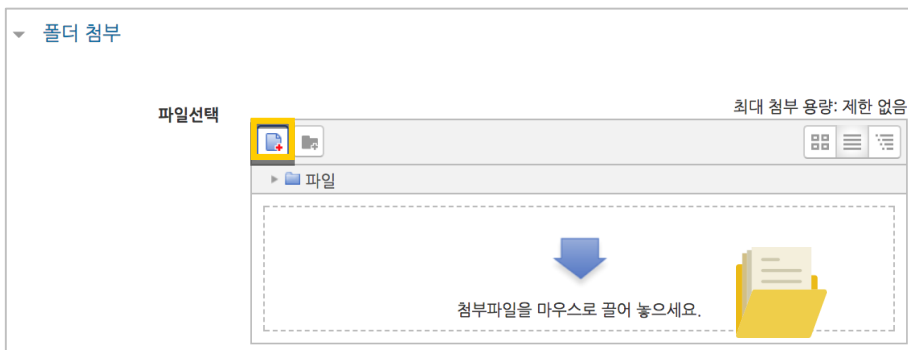 폴더 첨부
최대 첨부 용량: 제한 없음
파일선택
파일
첨부파일을 마우스로 끌어 놓으세요.